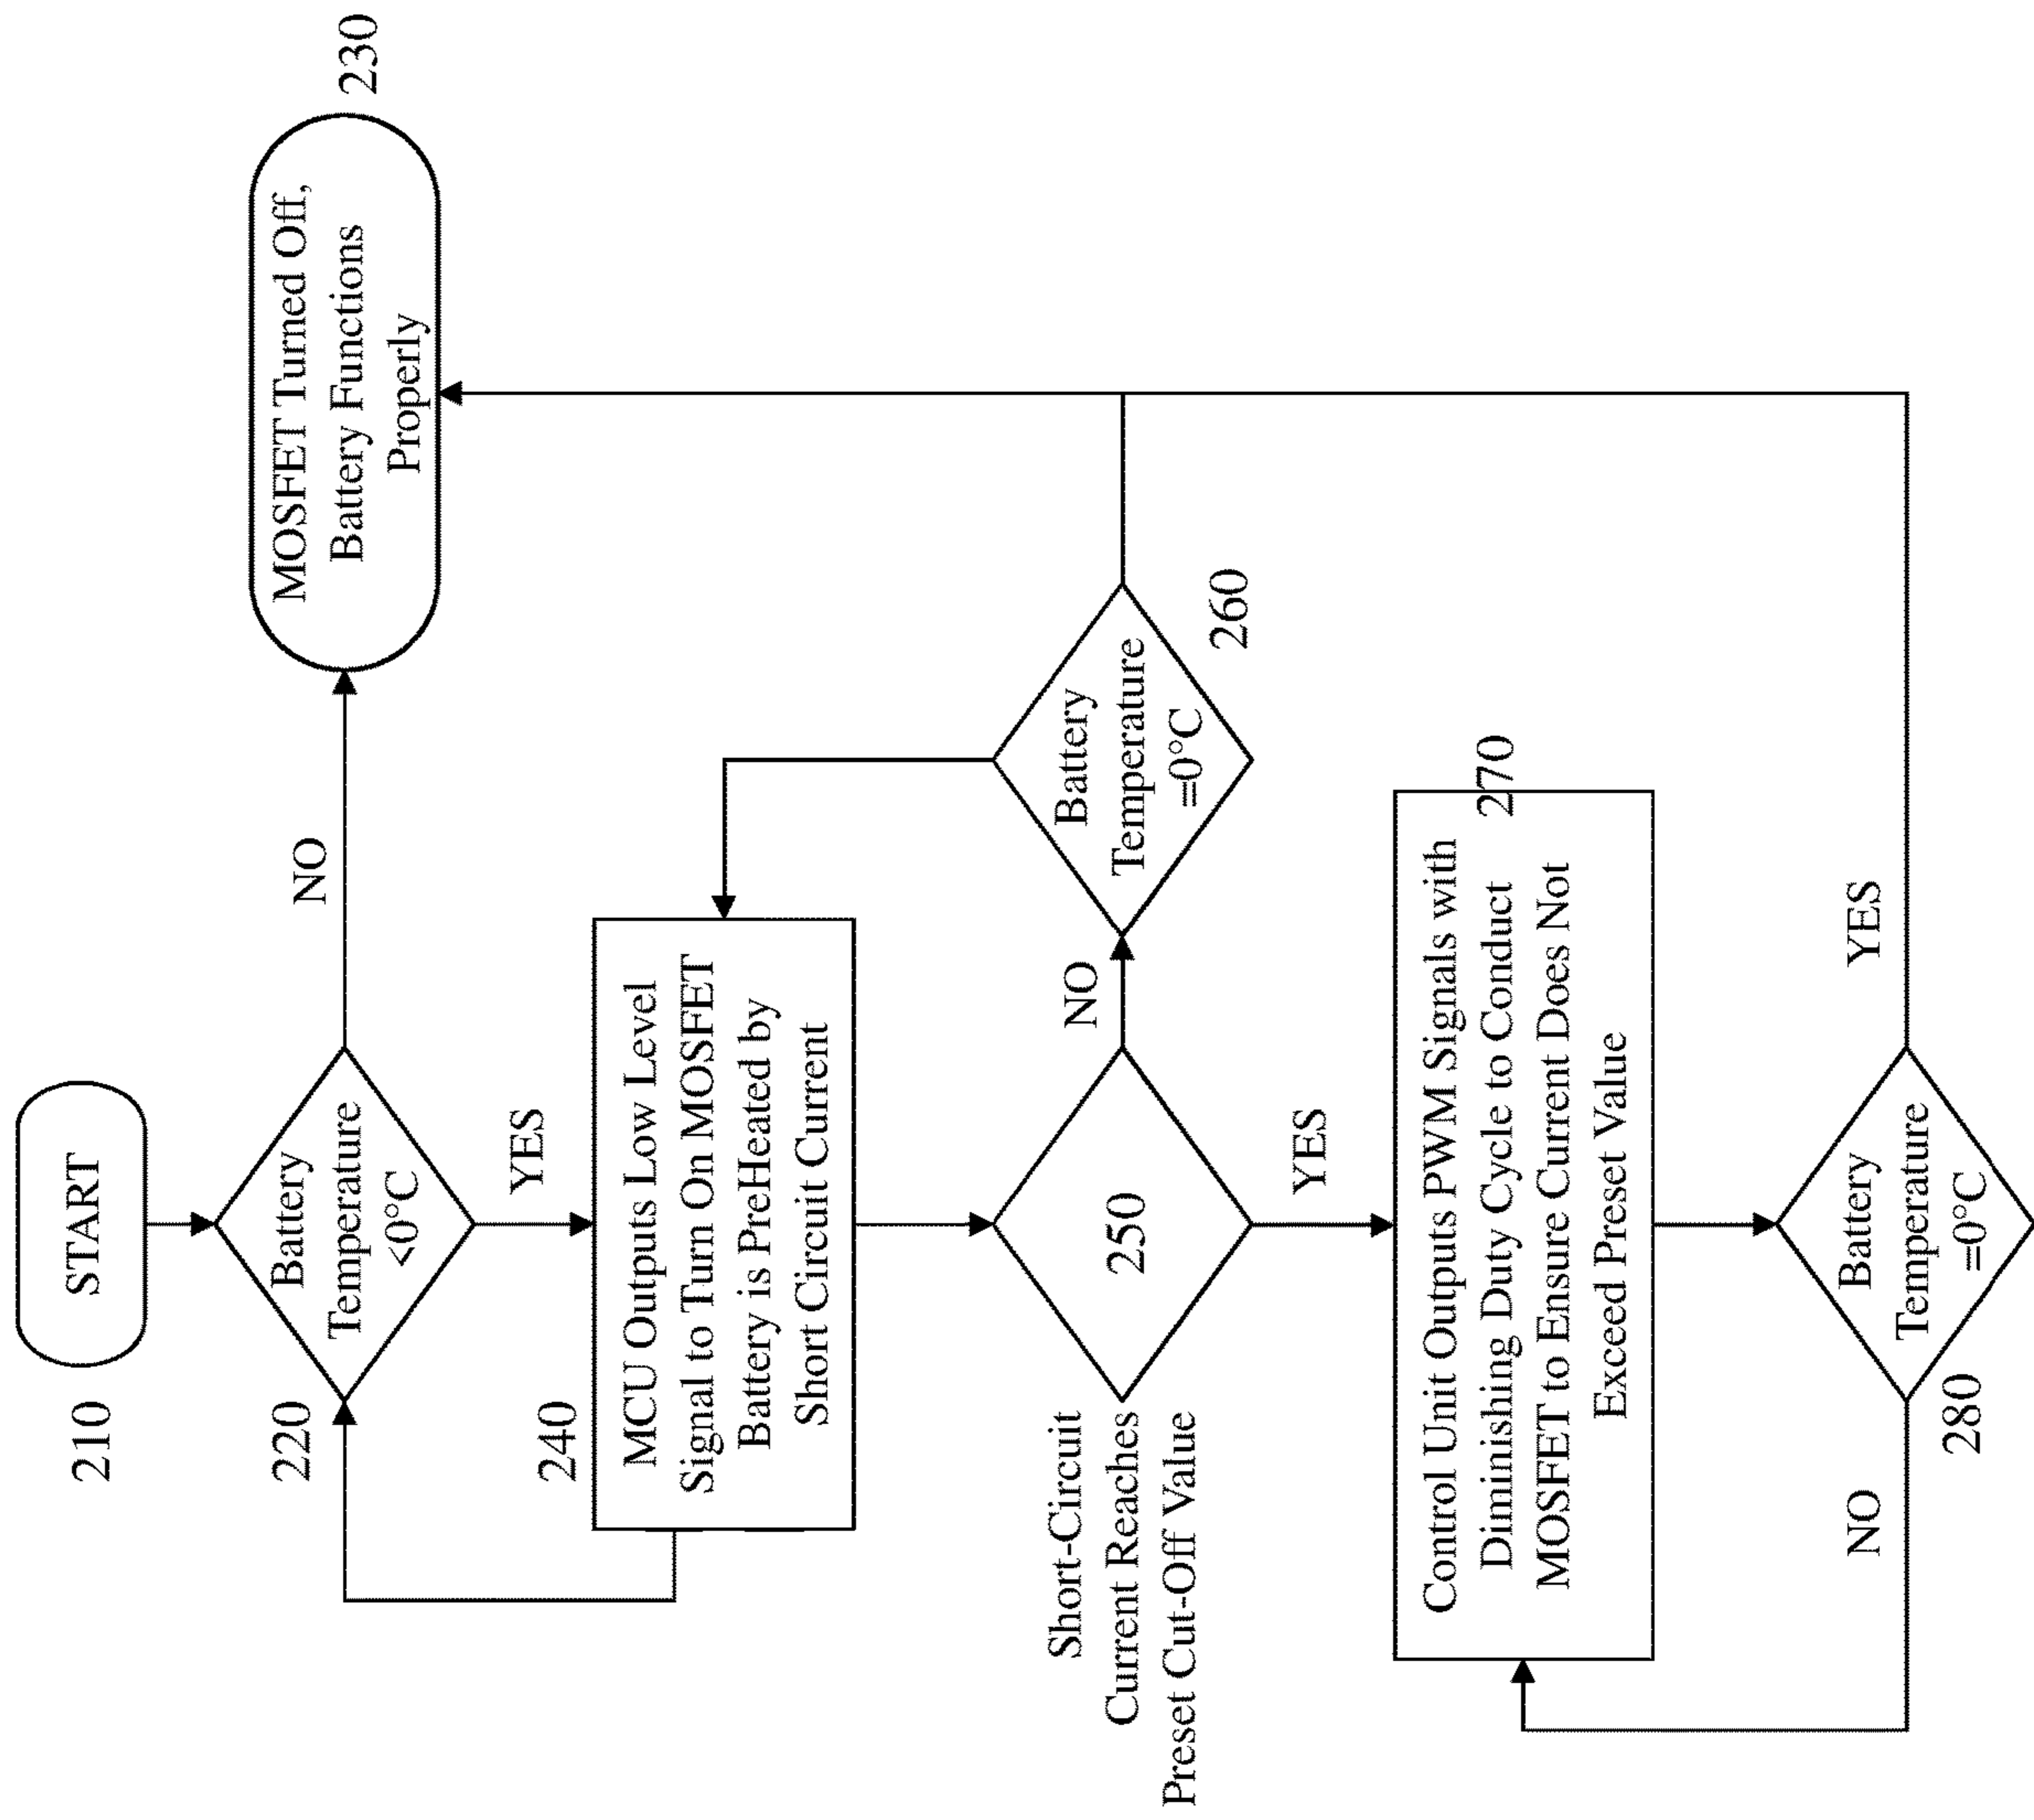 210
START
220
Battery
Temperature
<0°C
NO
MOSFET Turned Off,
Battery Functions
Properly
230
YES
240
MCU Outputs Low Level
Signal to Turn On MOSFET
Battery is PreHeated by
Short Circuit Current
Short-Circuit
Current Reaches
Preset Cut-Off Value
250
NO
Battery
Temperature
=0°C
260
YES
Control Unit Outputs PWM Signals with
Diminishing Duty Cycle to Conduct
MOSFET to Ensure Current Does Not
Exceed Preset Value
270
NO
280
Battery
Temperature
=0°C
YES